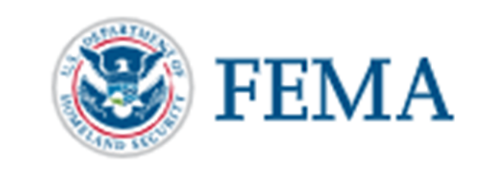 U.S. DEPARTMENT OF
HOMELAND SECURITY
FEMA